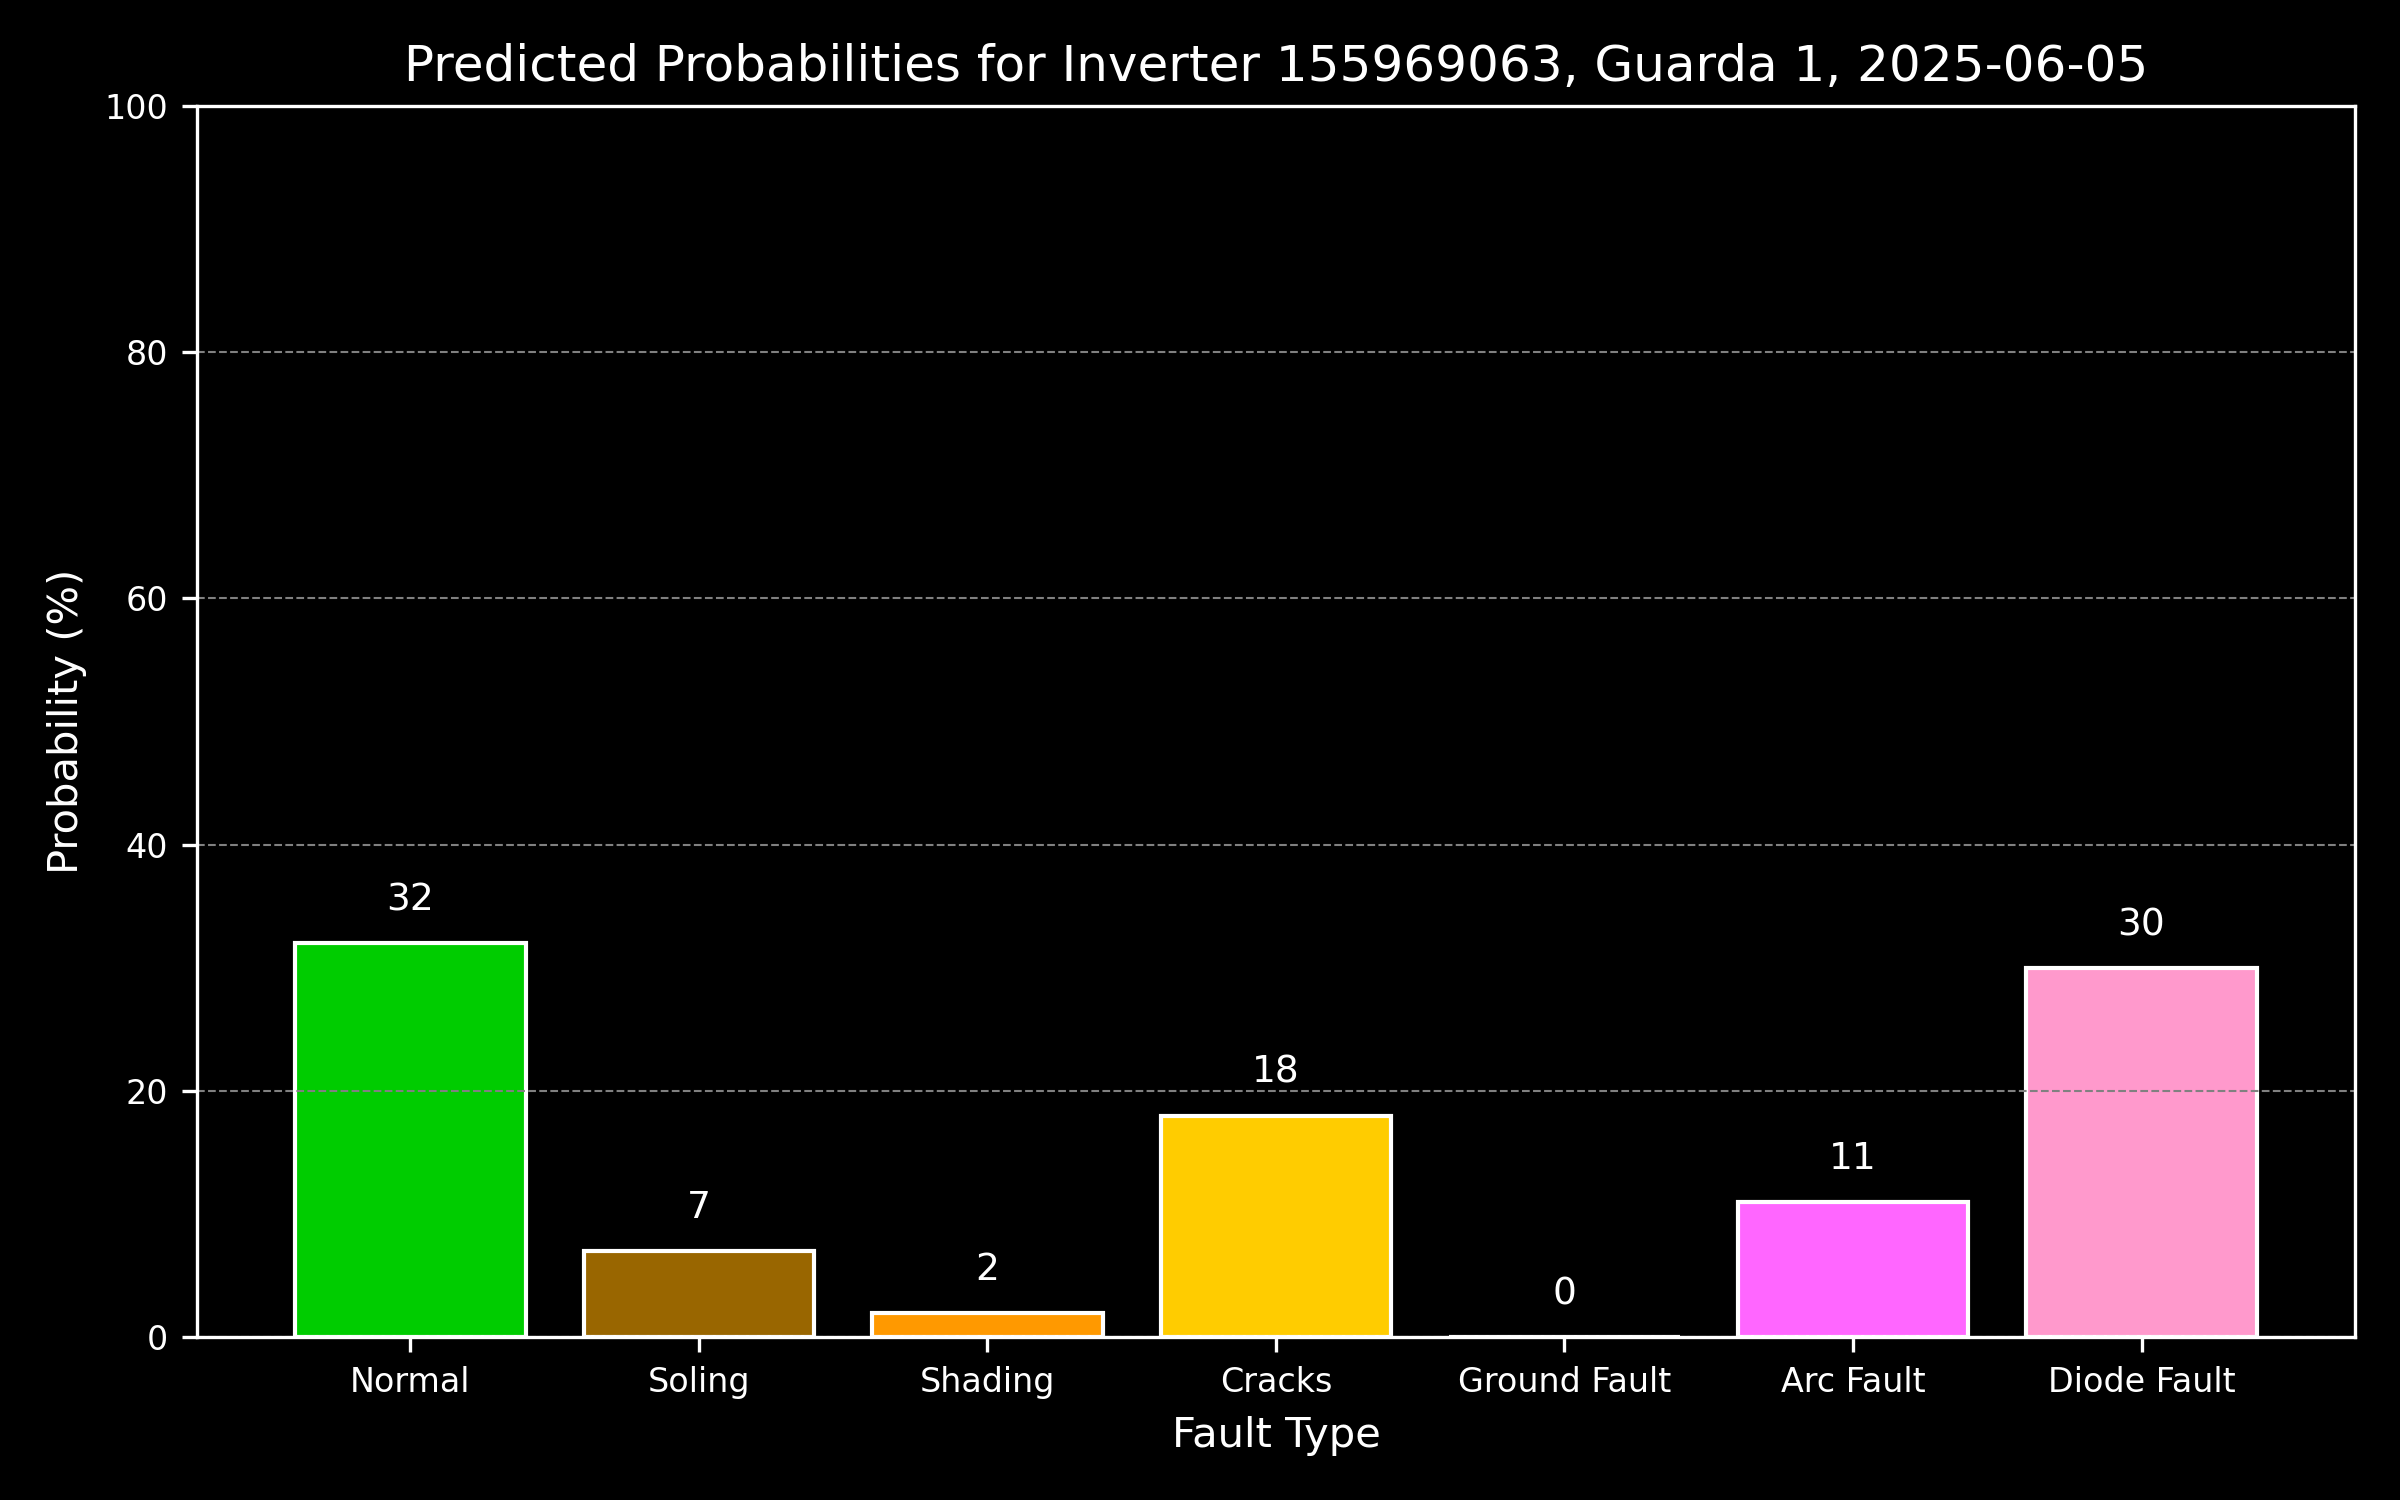 Predicted Probabilities for Inverter 155969063, Guarda 1, 2025-06-05
Probability (%)
100
80
60
40
20
0
32
7
2
18
0
11
30
Normal
Soling
Shading
Cracks
Ground Fault
Arc Fault
Diode Fault
Fault Type